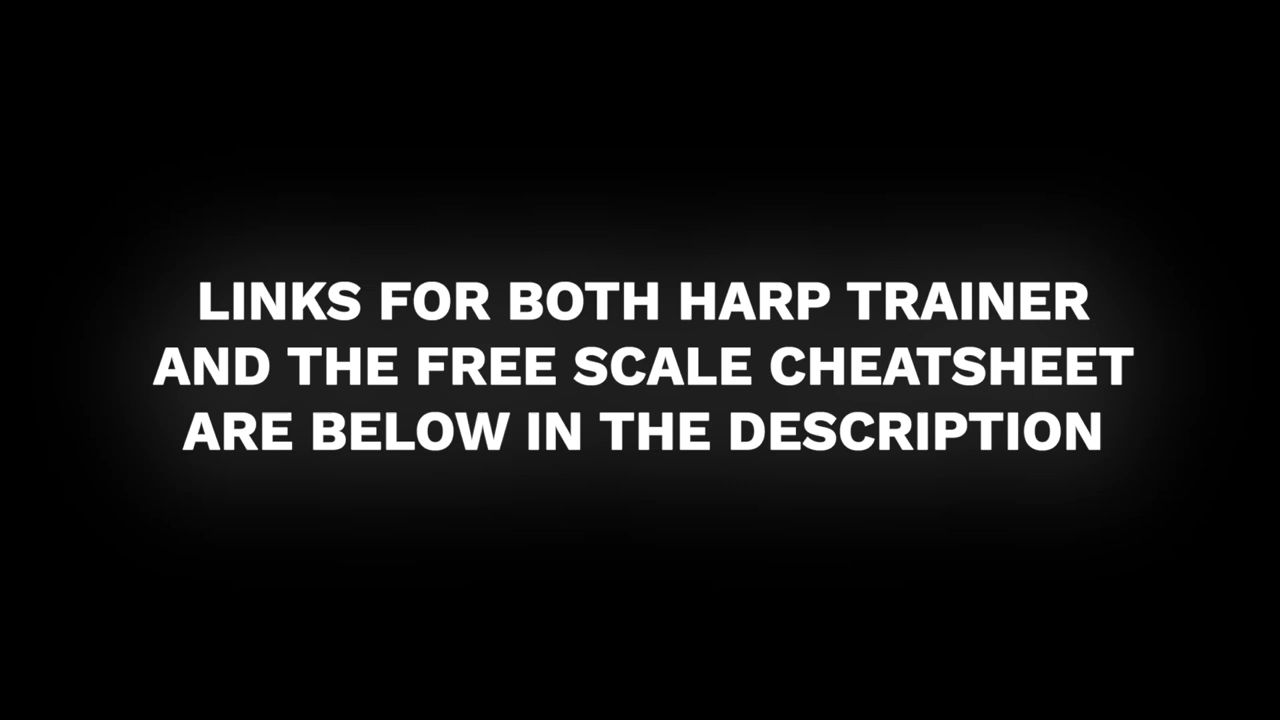 LINKS FOR BOTH HARP TRAINER
AND THE FREE SCALE CHEATSHEET
ARE BELOW IN THE DESCRIPTION